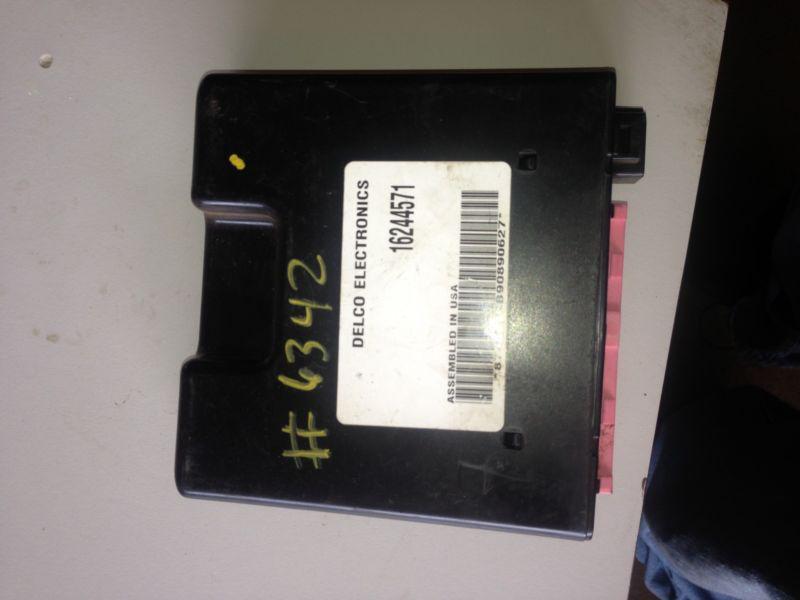 #6342
DELCO ELECTRONICS
16244571
ASSEMBLED IN USA